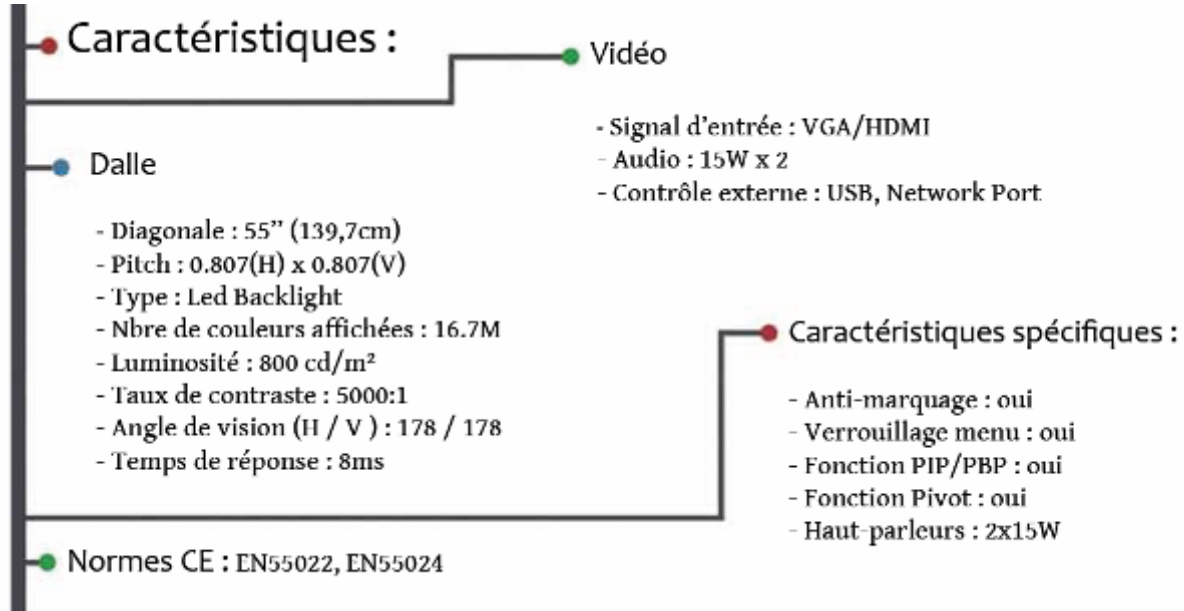 Caractéristiques :
Vidéo
- Signal d'entrée : VGA/HDMI
- Audio : 15W x 2
- Contrôle externe : USB, Network Port
Dalle
- Diagonale : 55” (139,7cm)
- Pitch : 0.807(H) x 0.807(V)
- Type : Led Backlight
- Nbre de couleurs affichées : 16.7M
- Luminosité : 800 cd/m²
- Taux de contraste : 5000:1
- Angle de vision (H / V ) : 178 / 178
- Temps de réponse : 8ms
Caractéristiques spécifiques :
- Anti-marquage : oui
- Verrouillage menu : oui
- Fonction PIP/PBP : oui
- Fonction Pivot : oui
- Haut-parleurs : 2x15W
Normes CE : EN55022, EN55024